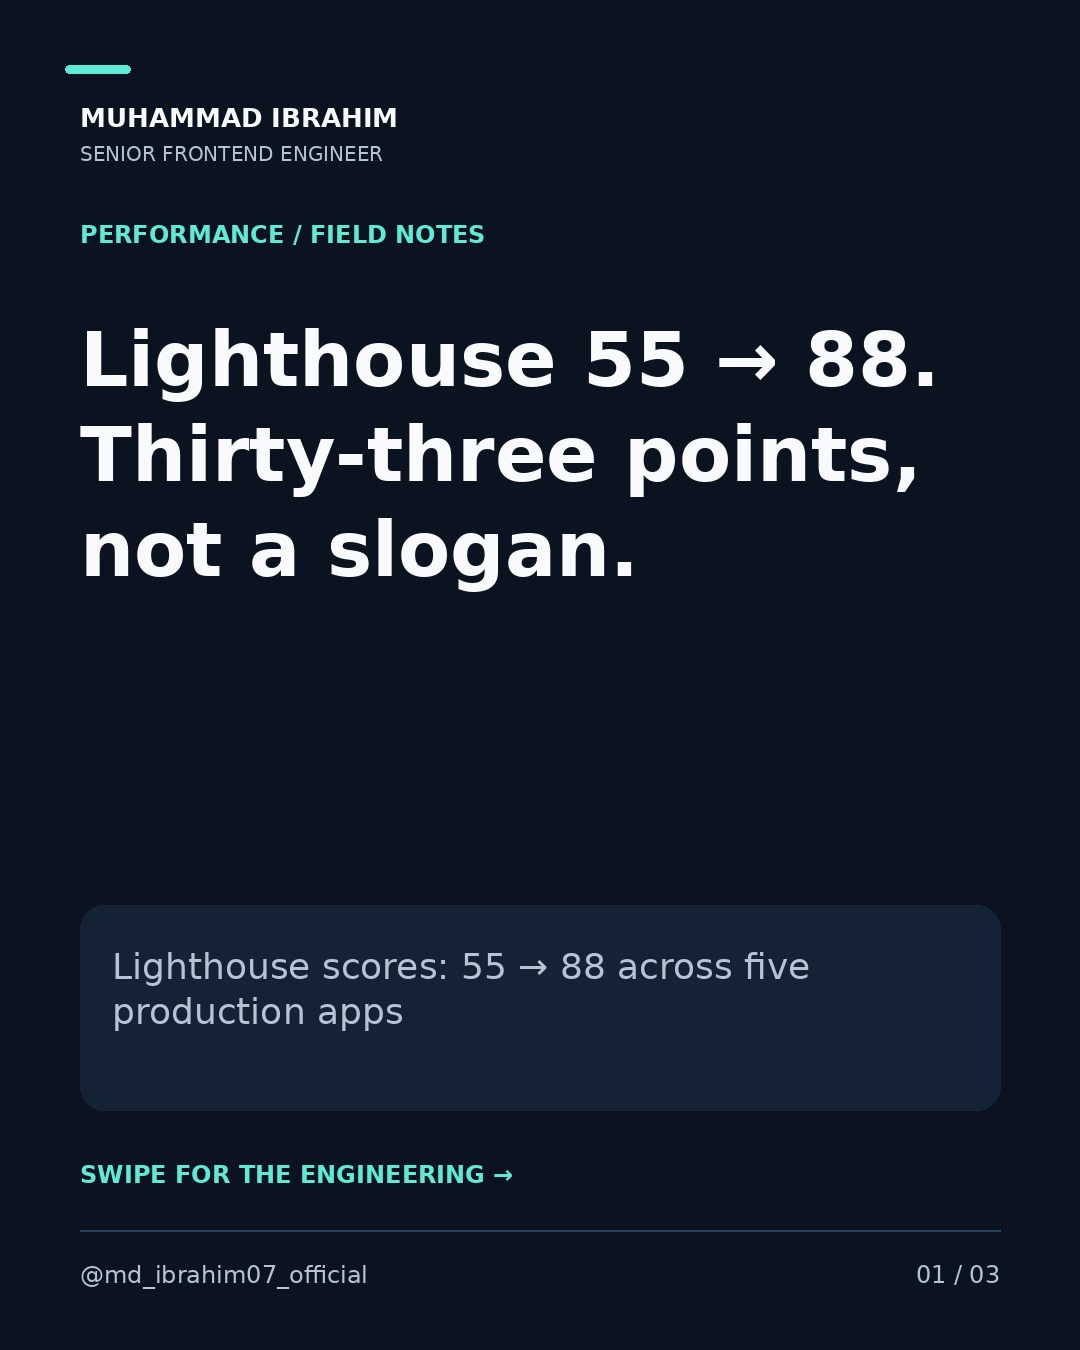 MUHAMMAD IBRAHIM
SENIOR FRONTEND ENGINEER
PERFORMANCE / FIELD NOTES
Lighthouse 55 → 88.
Thirty-three points,
not a slogan.
Lighthouse scores: 55 → 88 across five
production apps
SWIPE FOR THE ENGINEERING →
@md_ibrahim07_official
01 / 03